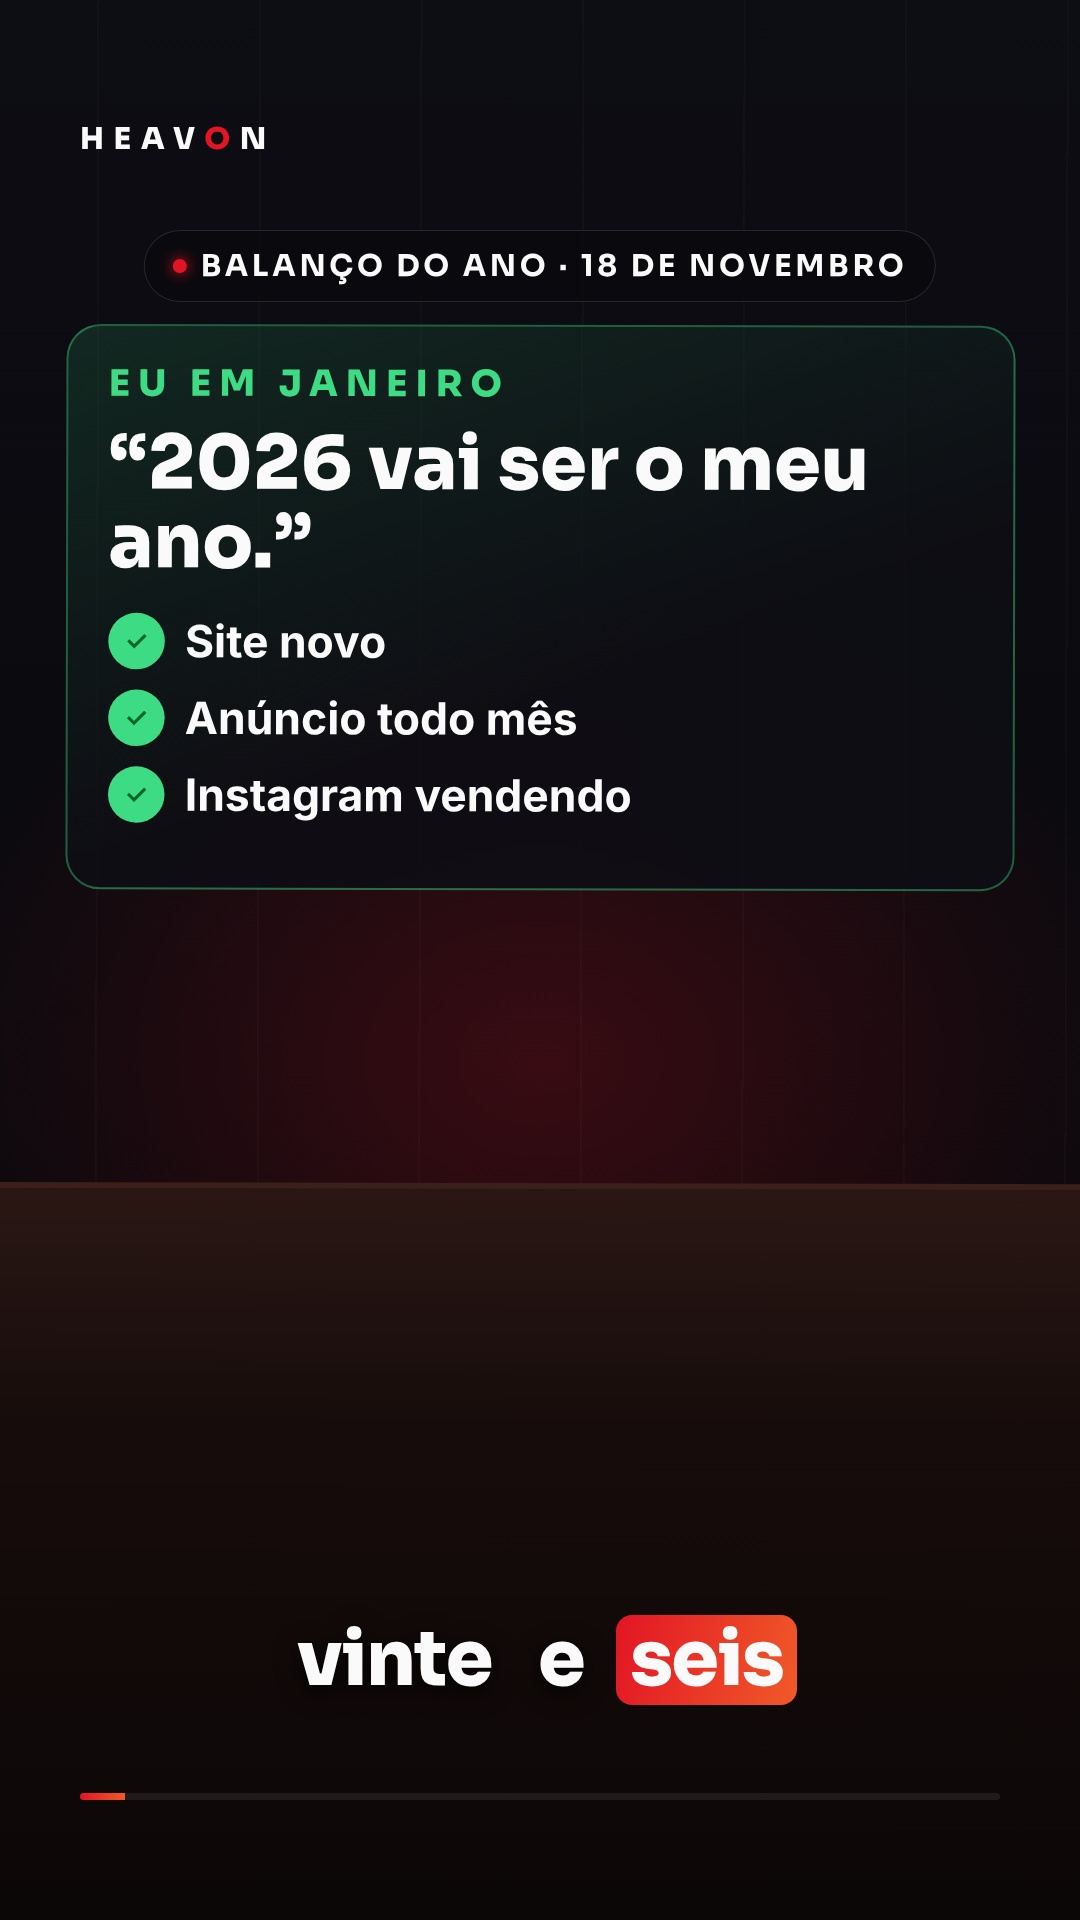 HEAVON
BALANÇO DO ANO · 18 DE NOVEMBRO
EU EM JANEIRO
“2026 vai ser o meu
ano.”
Site novo
Anúncio todo mês
Instagram vendendo
vinte e seis